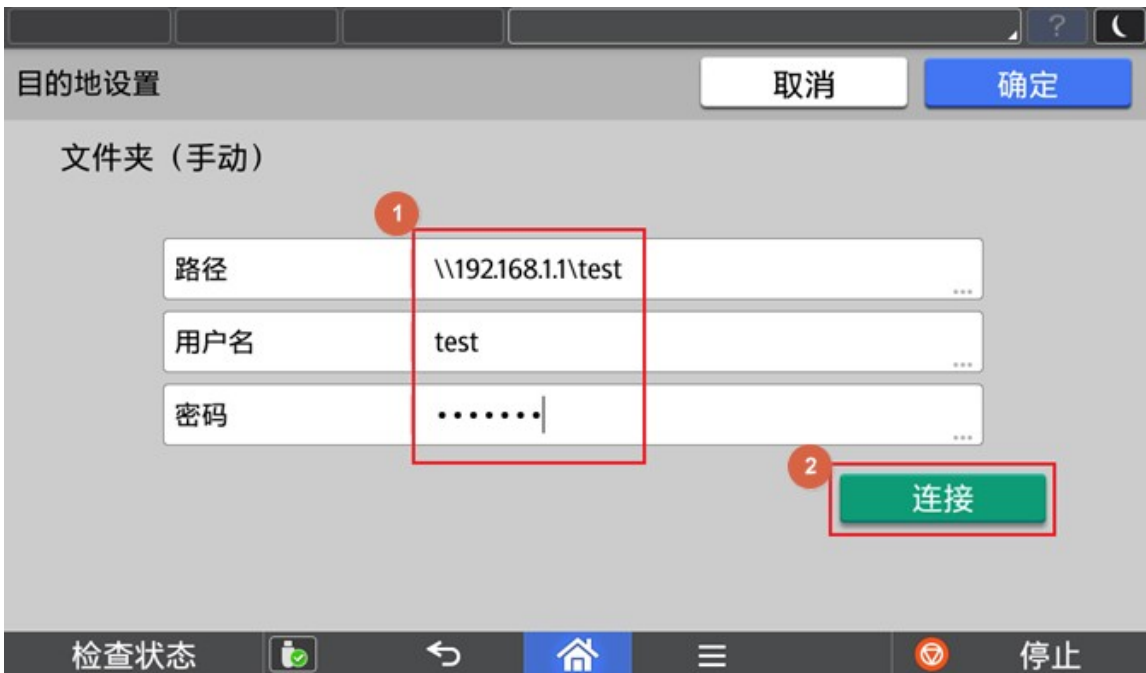 ?
目的地设置 取消 确定
文件夹（手动）
1
路径 \\192.168.1.1\test
用户名 test
密码 •••••••
2
连接
检查状态 停止